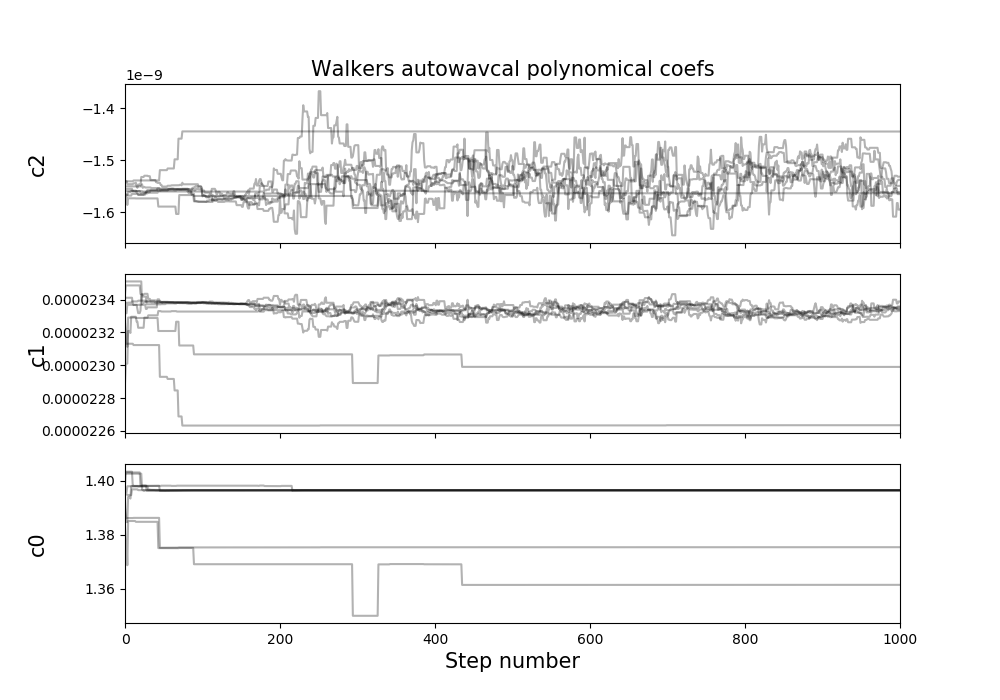 Walkers autowavcal polynomical coefs
1e−9
−1.4
−1.5
−1.6
c2
0.0000234
0.0000232
0.0000230
0.0000228
0.0000226
c1
1.40
1.38
1.36
c0
0 200 400 600 800 1000
Step number